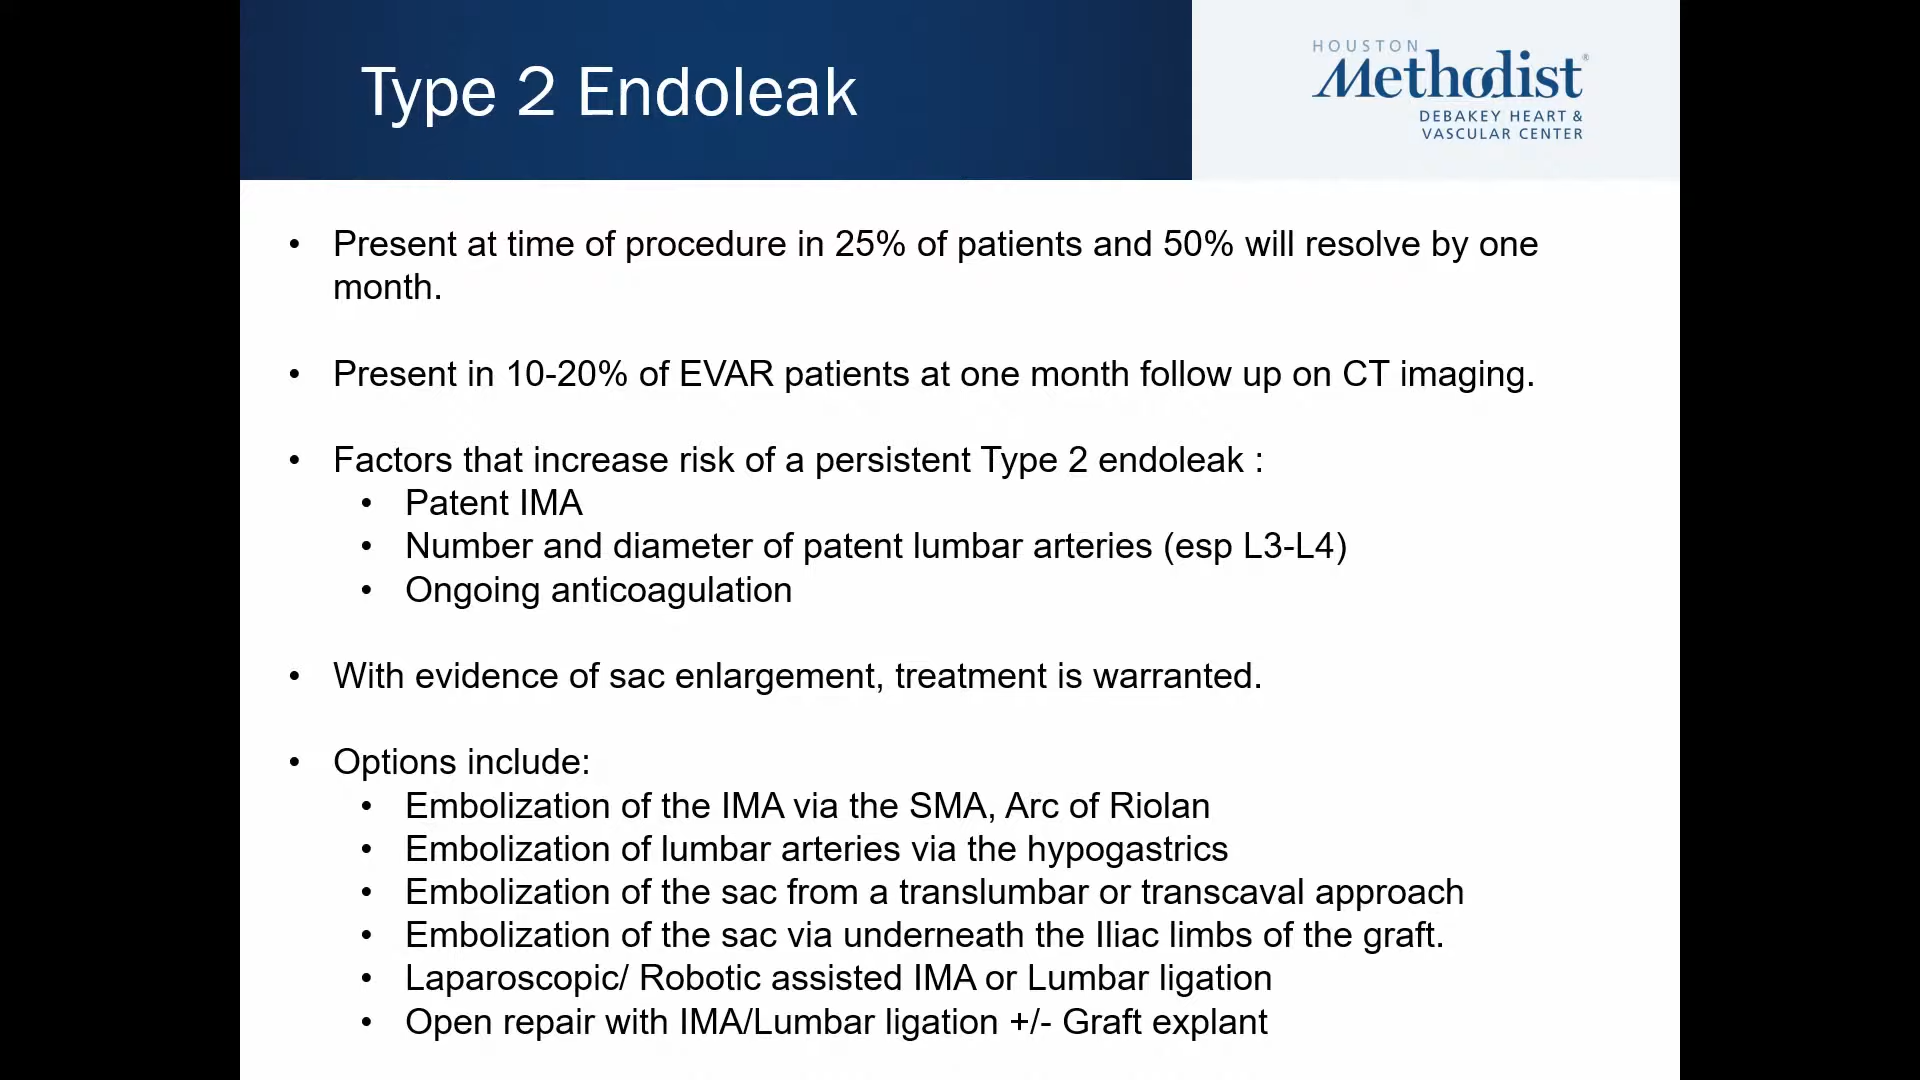 Type 2 Endoleak
HOUSTON
Methodist®
DEBAKEY HEART &
VASCULAR CENTER
• Present at time of procedure in 25% of patients and 50% will resolve by one
month.
• Present in 10-20% of EVAR patients at one month follow up on CT imaging.
• Factors that increase risk of a persistent Type 2 endoleak :
• Patent IMA
• Number and diameter of patent lumbar arteries (esp L3-L4)
• Ongoing anticoagulation
• With evidence of sac enlargement, treatment is warranted.
• Options include:
• Embolization of the IMA via the SMA, Arc of Riolan
• Embolization of lumbar arteries via the hypogastrics
• Embolization of the sac from a translumbar or transcaval approach
• Embolization of the sac via underneath the Iliac limbs of the graft.
• Laparoscopic/ Robotic assisted IMA or Lumbar ligation
• Open repair with IMA/Lumbar ligation +/- Graft explant